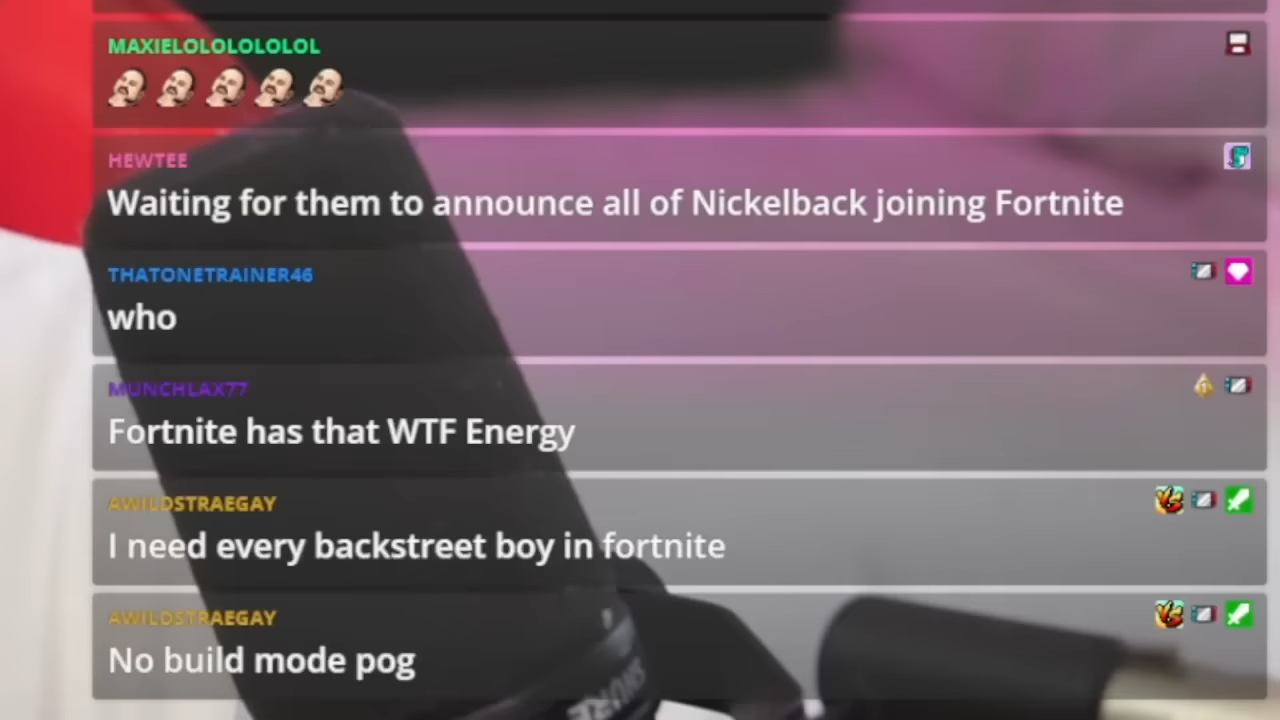 MAXIELOLOLOLOLOL
HEWTEE
Waiting for them to announce all of Nickelback joining Fortnite
THATONETRAINER46
who
MUNCHLAX77
Fortnite has that WTF Energy
AWILDSTRAEGAY
I need every backstreet boy in fortnite
AWILDSTRAEGAY
No build mode pog
SHURE